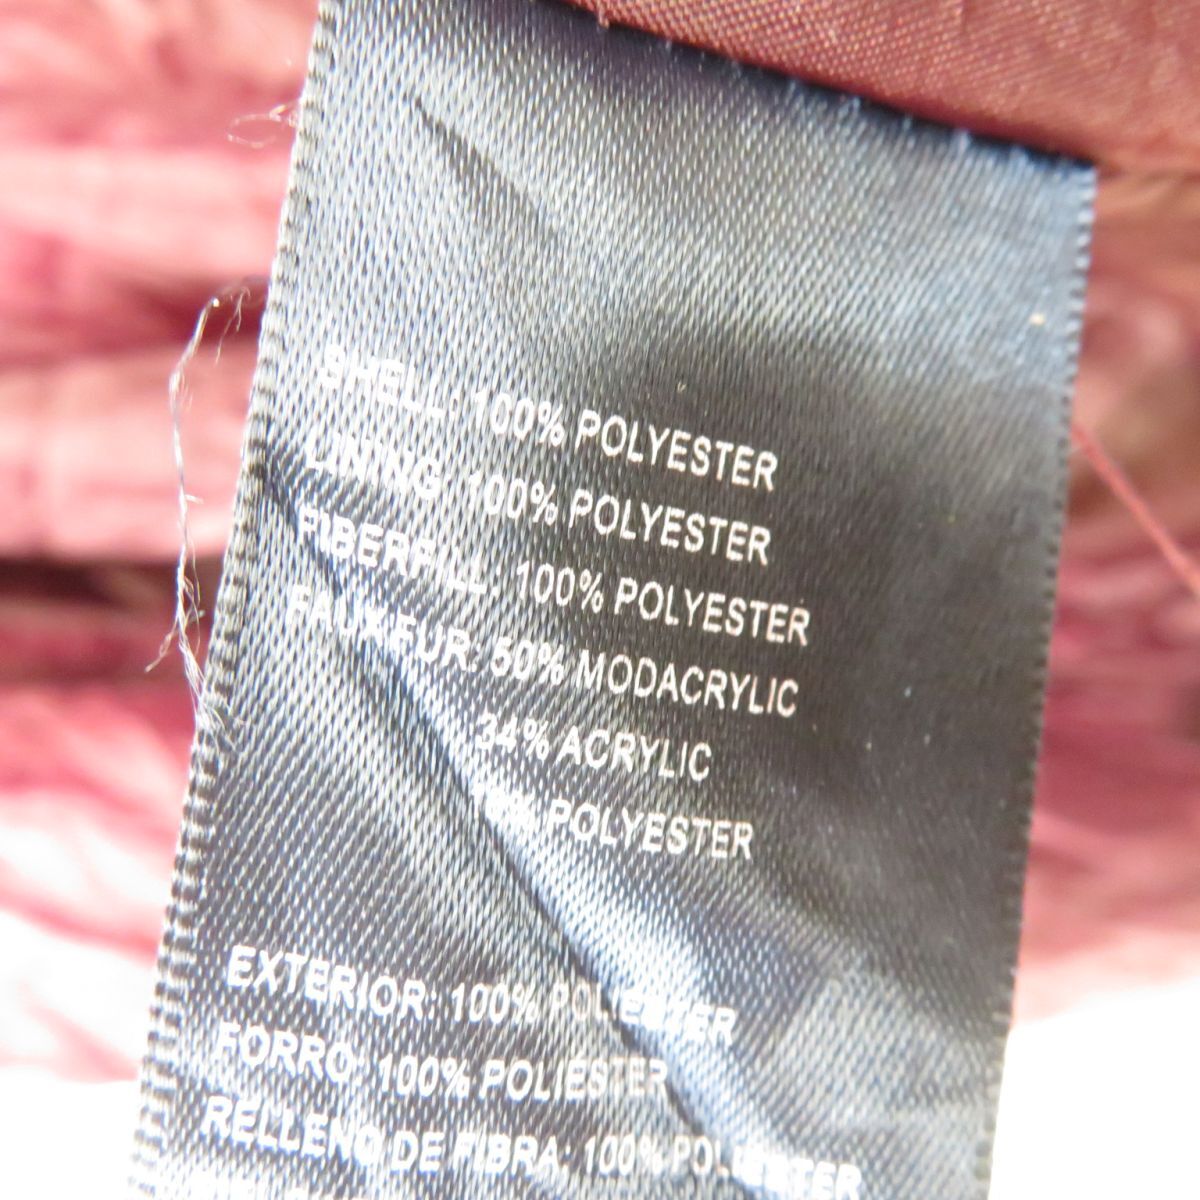 SHELL: 100% POLYESTER
LINING: 100% POLYESTER
FIBERFILL: 100% POLYESTER
FAUX FUR: 50% MODACRYLIC
34% ACRYLIC
POLYESTER
EXTERIOR: 100% POLIESTER
FORRO: 100% POLIESTER
RELLENO DE FIBRA: 100% POLIESTER